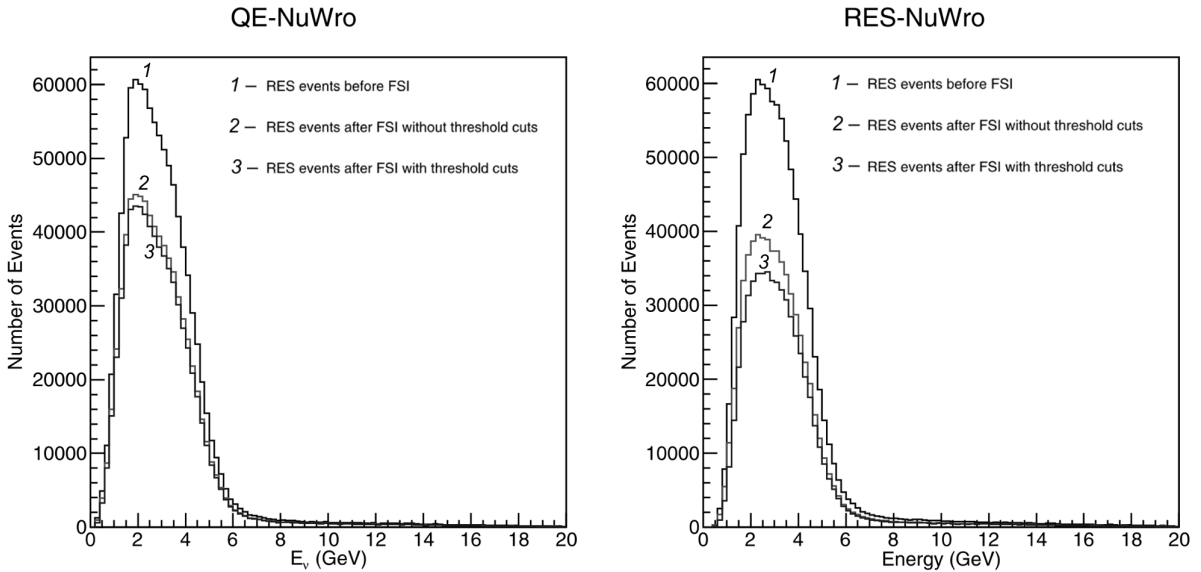 QE-NuWro
RES-NuWro
Number of Events
60000
50000
40000
30000
20000
10000
0
1
2
3
1 – RES events before FSI
2 – RES events after FSI without threshold cuts
3 – RES events after FSI with threshold cuts
0 2 4 6 8 10 12 14 16 18 20
Eν (GeV)
Number of Events
60000
50000
40000
30000
20000
10000
0
1
2
3
1 – RES events before FSI
2 – RES events after FSI without threshold cuts
3 – RES events after FSI with threshold cuts
0 2 4 6 8 10 12 14 16 18 20
Energy (GeV)